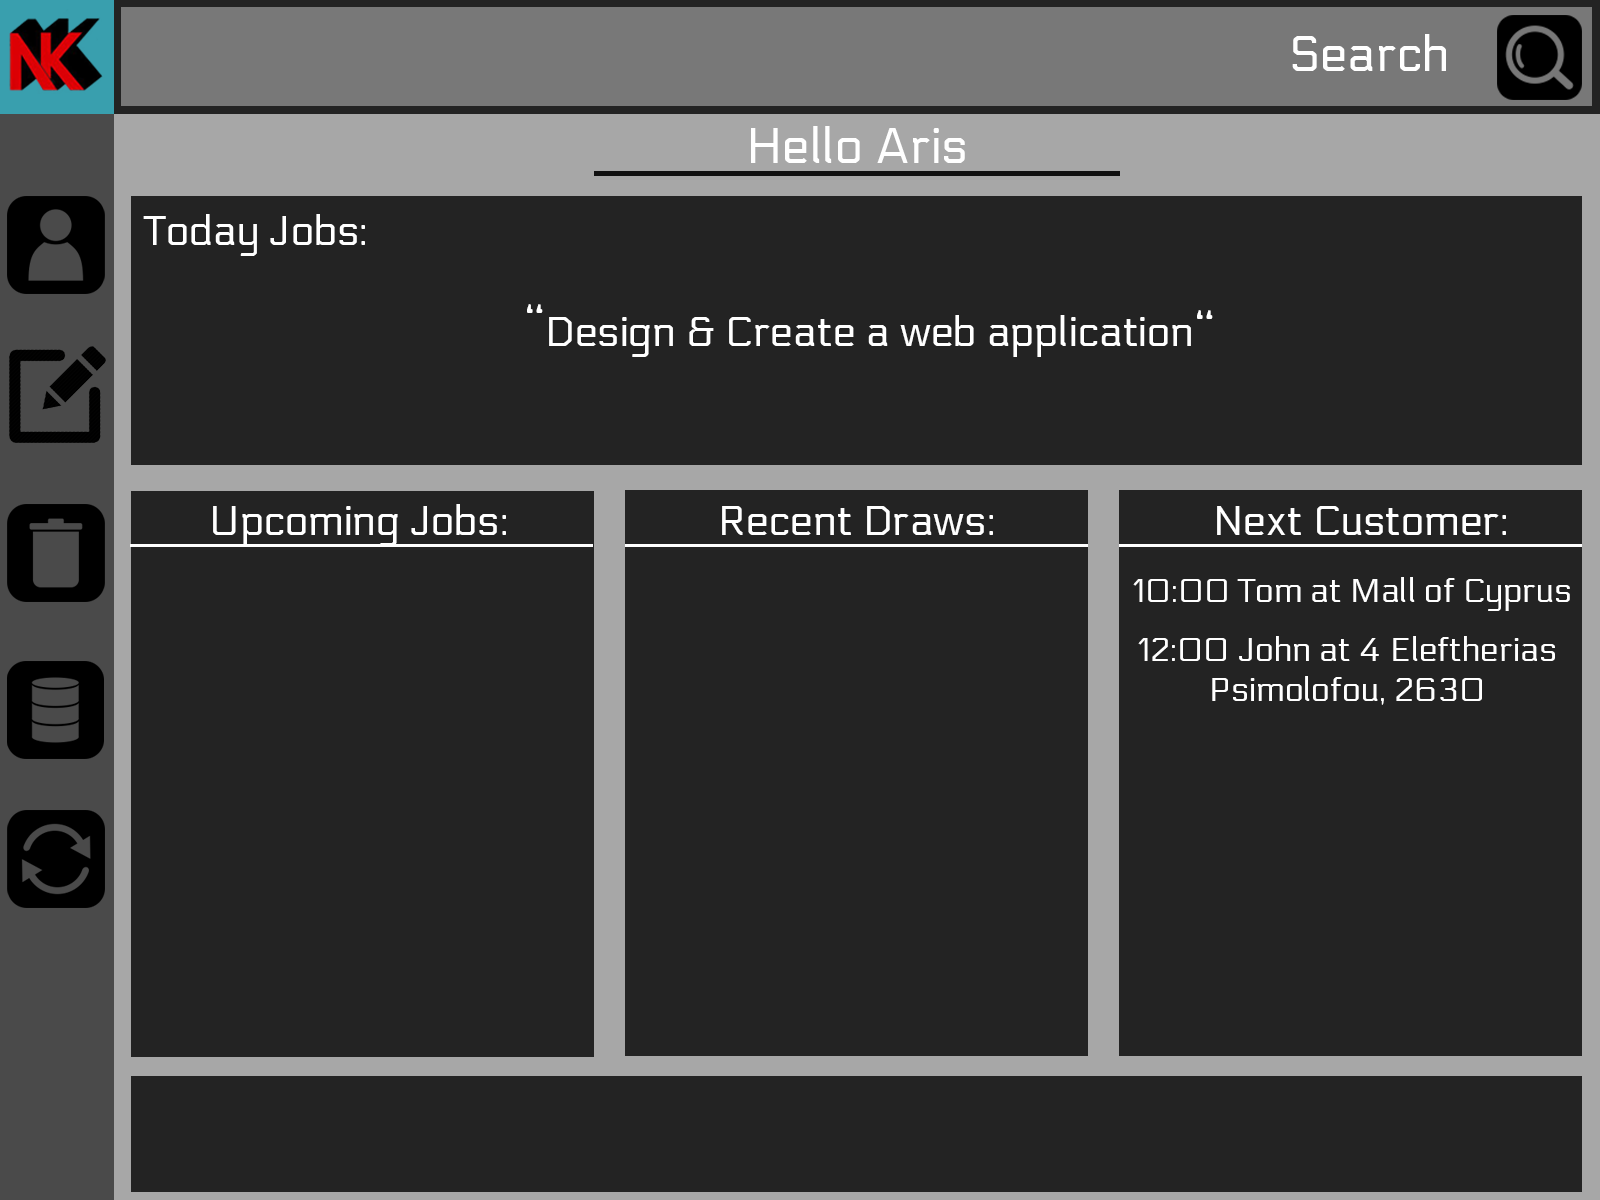 NK
Search
Hello Aris
Today Jobs:
“Design & Create a web application“
Upcoming Jobs:
Recent Draws:
Next Customer:
10:00 Tom at Mall of Cyprus
12:00 John at 4 Eleftherias
Psimolofou, 2630